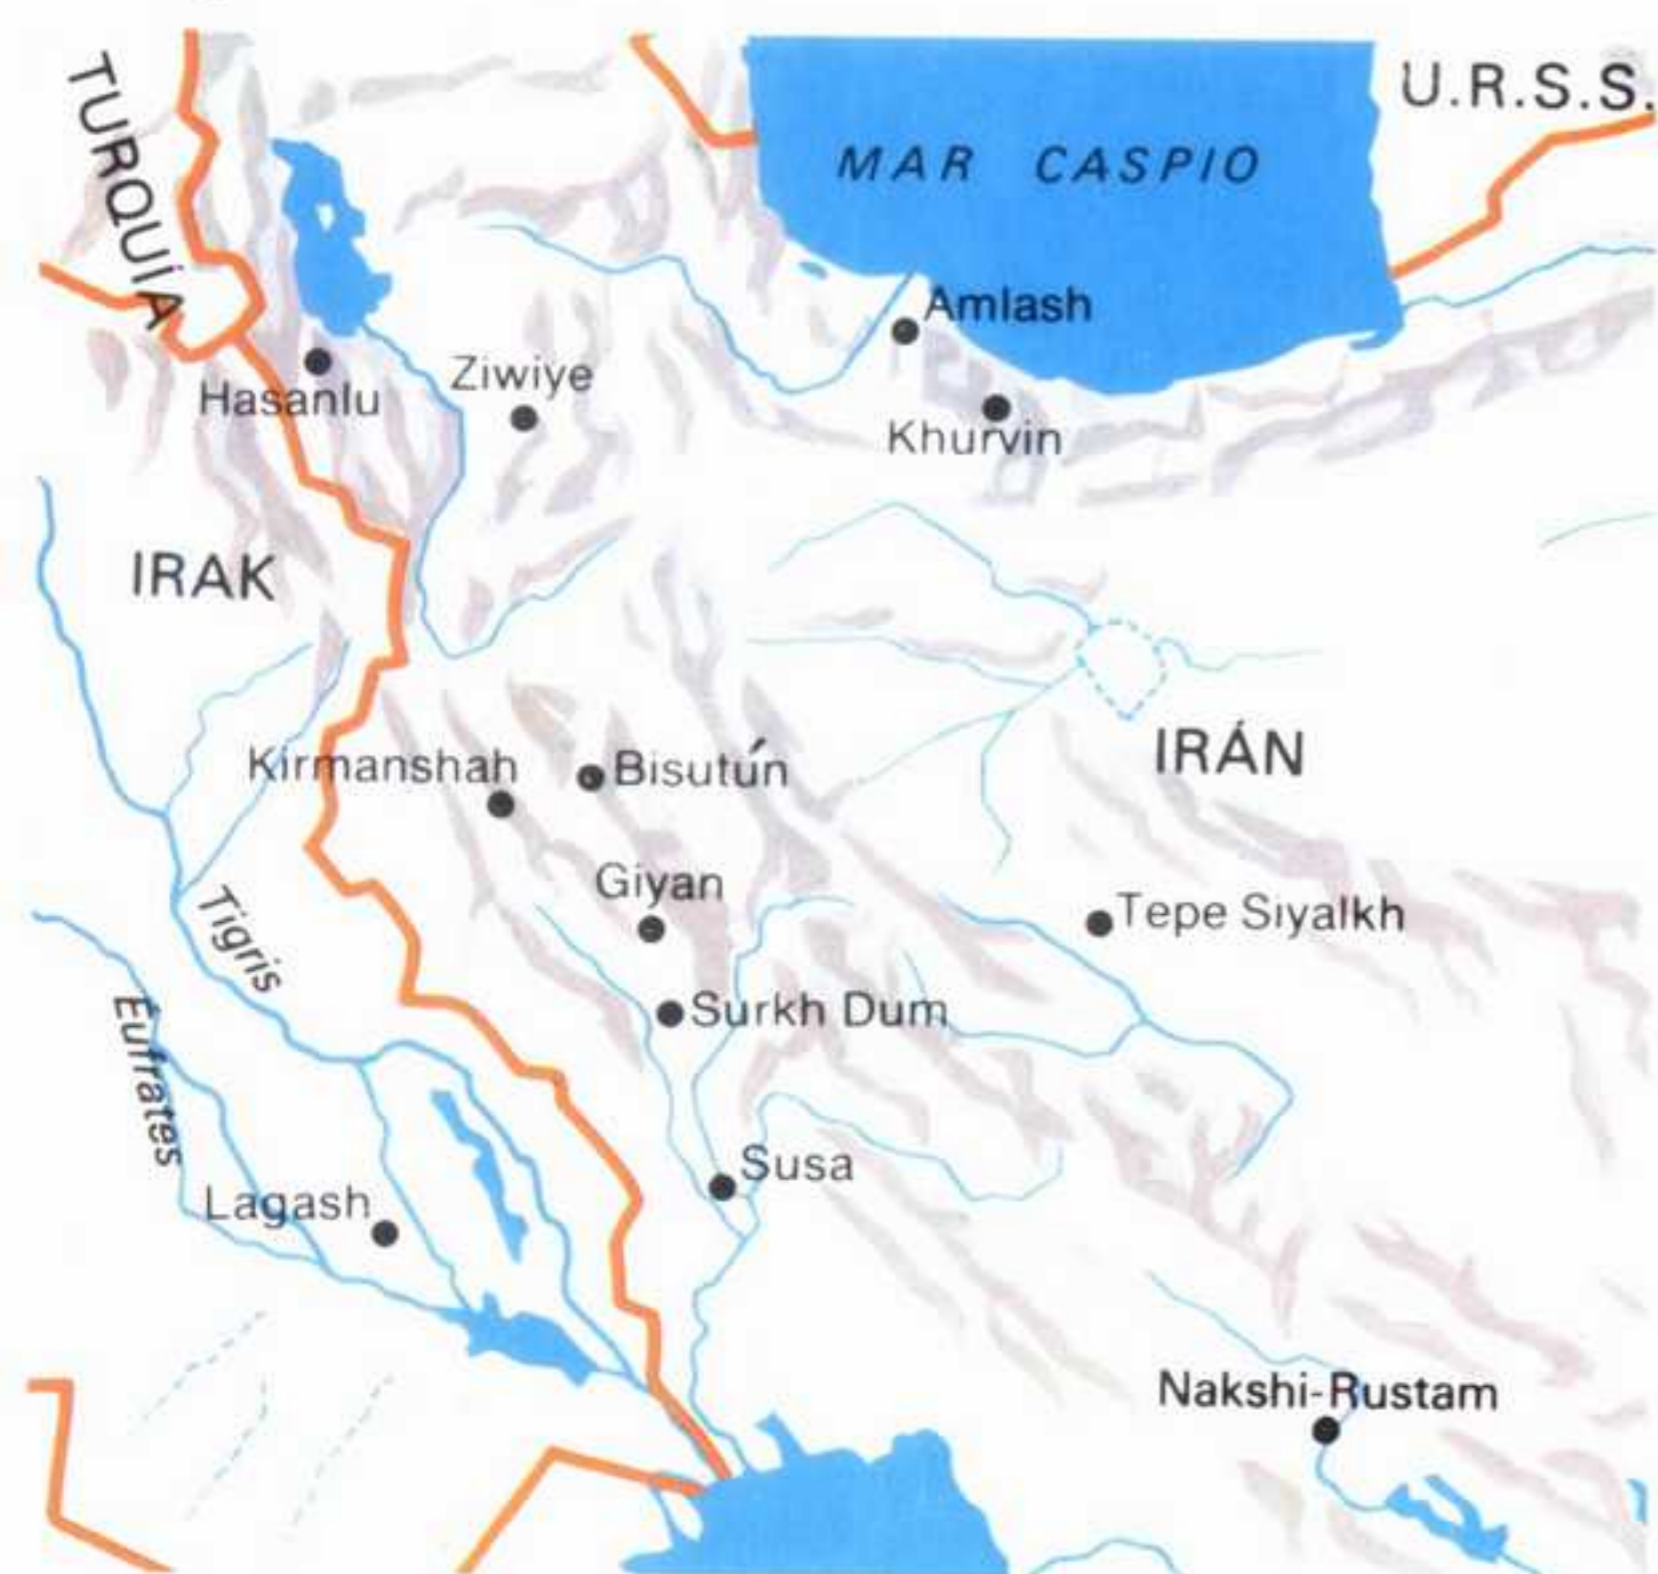 TURQUÍA
U.R.S.S.
MAR CASPIO
Amlash
Hasanlu
Ziwiye
Khurvin
IRAK
IRÁN
Kirmanshah
Bisutún
Giyan
Tepe Siyalkh
Tigris
Surkh Dum
Eufrates
Susa
Lagash
Nakshi-Rustam